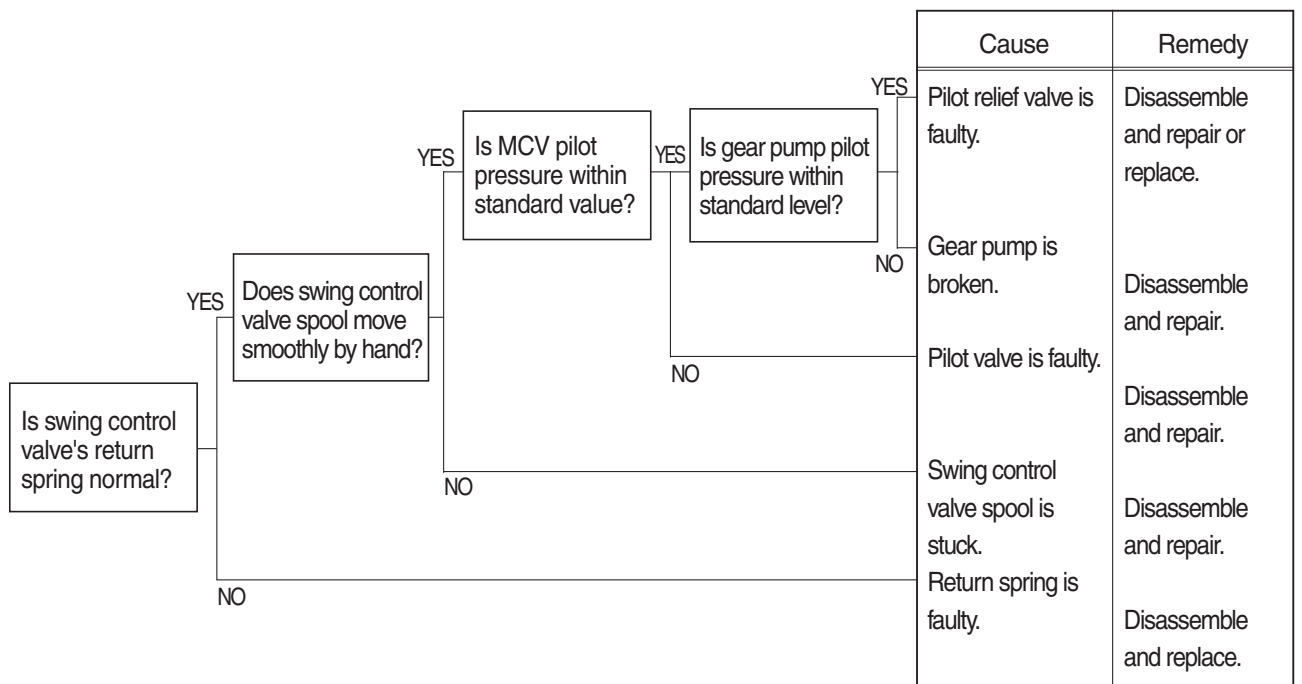 Cause
Remedy
YES
Pilot relief valve is
faulty.
Disassemble
and repair or
replace.
YES
Is MCV pilot
pressure within
standard value?
YES
Is gear pump pilot
pressure within
standard level?
NO
Gear pump is
broken.
Disassemble
and repair.
YES
Does swing control
valve spool move
smoothly by hand?
NO
Pilot valve is faulty.
Disassemble
and repair.
Is swing control
valve's return
spring normal?
NO
Swing control
valve spool is
stuck.
Disassemble
and repair.
NO
Return spring is
faulty.
Disassemble
and replace.